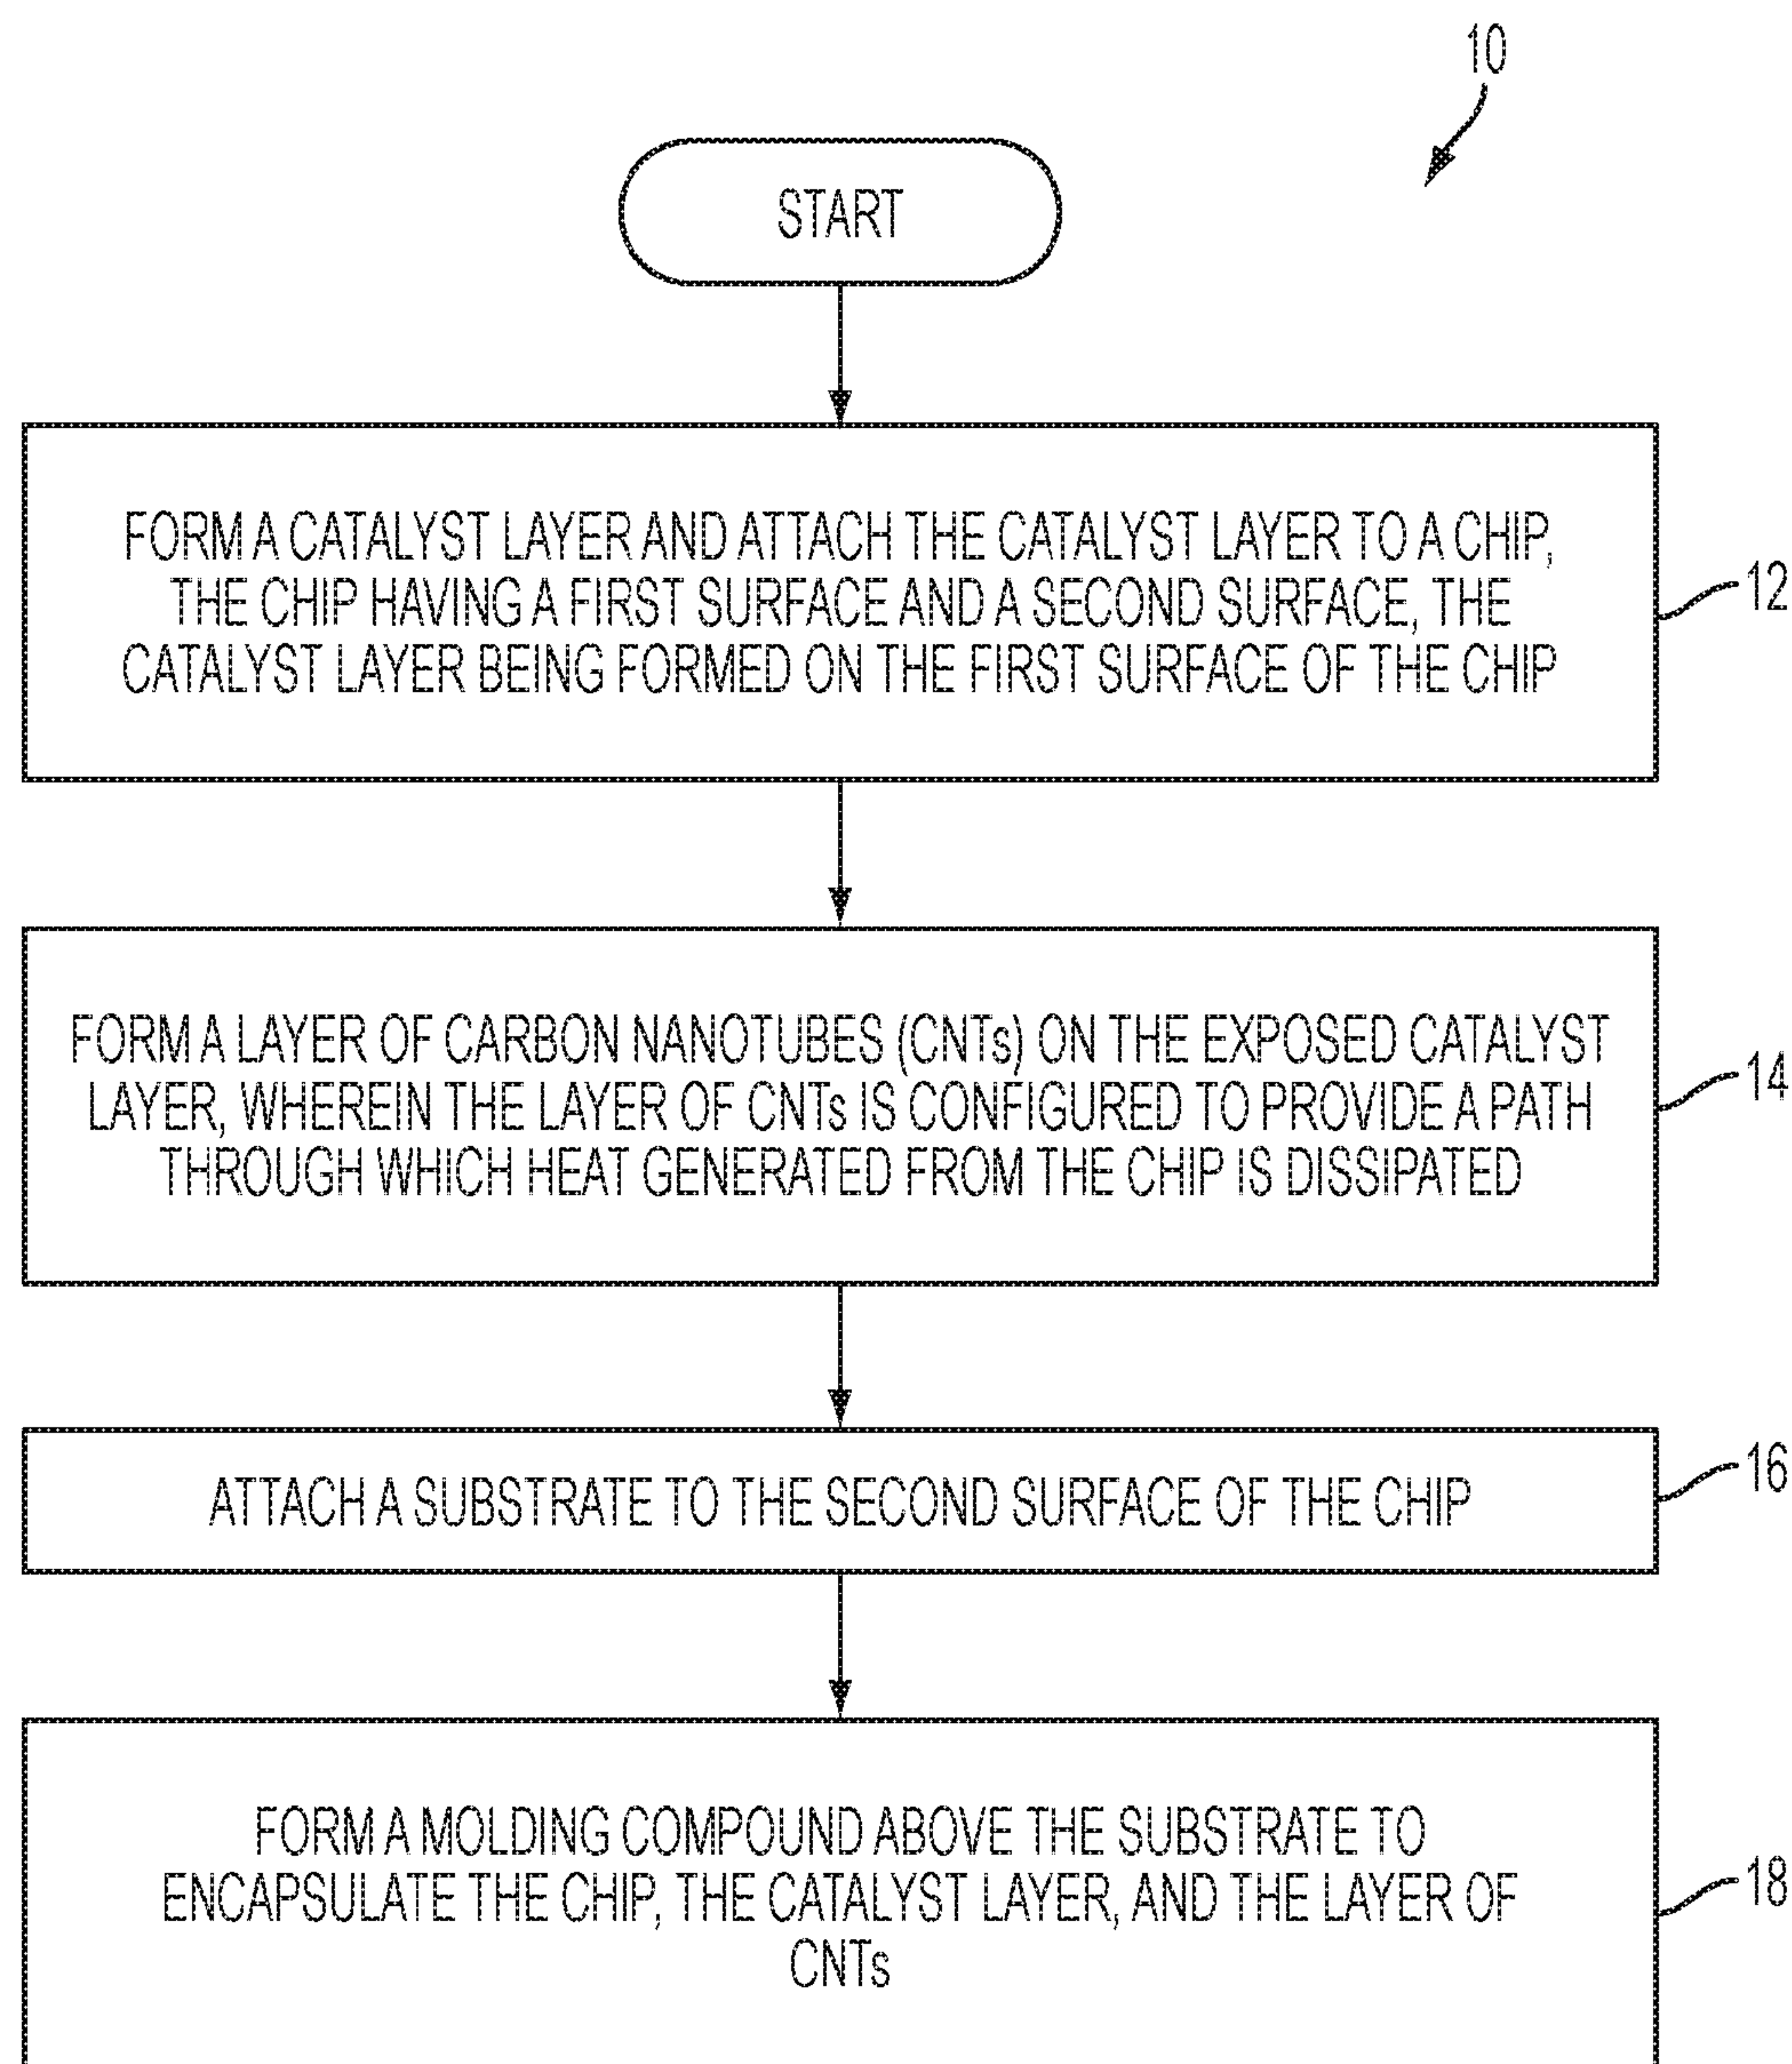 10
START
FORM A CATALYST LAYER AND ATTACH THE CATALYST LAYER TO A CHIP,
THE CHIP HAVING A FIRST SURFACE AND A SECOND SURFACE, THE
CATALYST LAYER BEING FORMED ON THE FIRST SURFACE OF THE CHIP
12
FORM A LAYER OF CARBON NANOTUBES (CNTs) ON THE EXPOSED CATALYST
LAYER, WHEREIN THE LAYER OF CNTs IS CONFIGURED TO PROVIDE A PATH
THROUGH WHICH HEAT GENERATED FROM THE CHIP IS DISSIPATED
14
ATTACH A SUBSTRATE TO THE SECOND SURFACE OF THE CHIP
16
FORM A MOLDING COMPOUND ABOVE THE SUBSTRATE TO
ENCAPSULATE THE CHIP, THE CATALYST LAYER, AND THE LAYER OF
CNTs
18